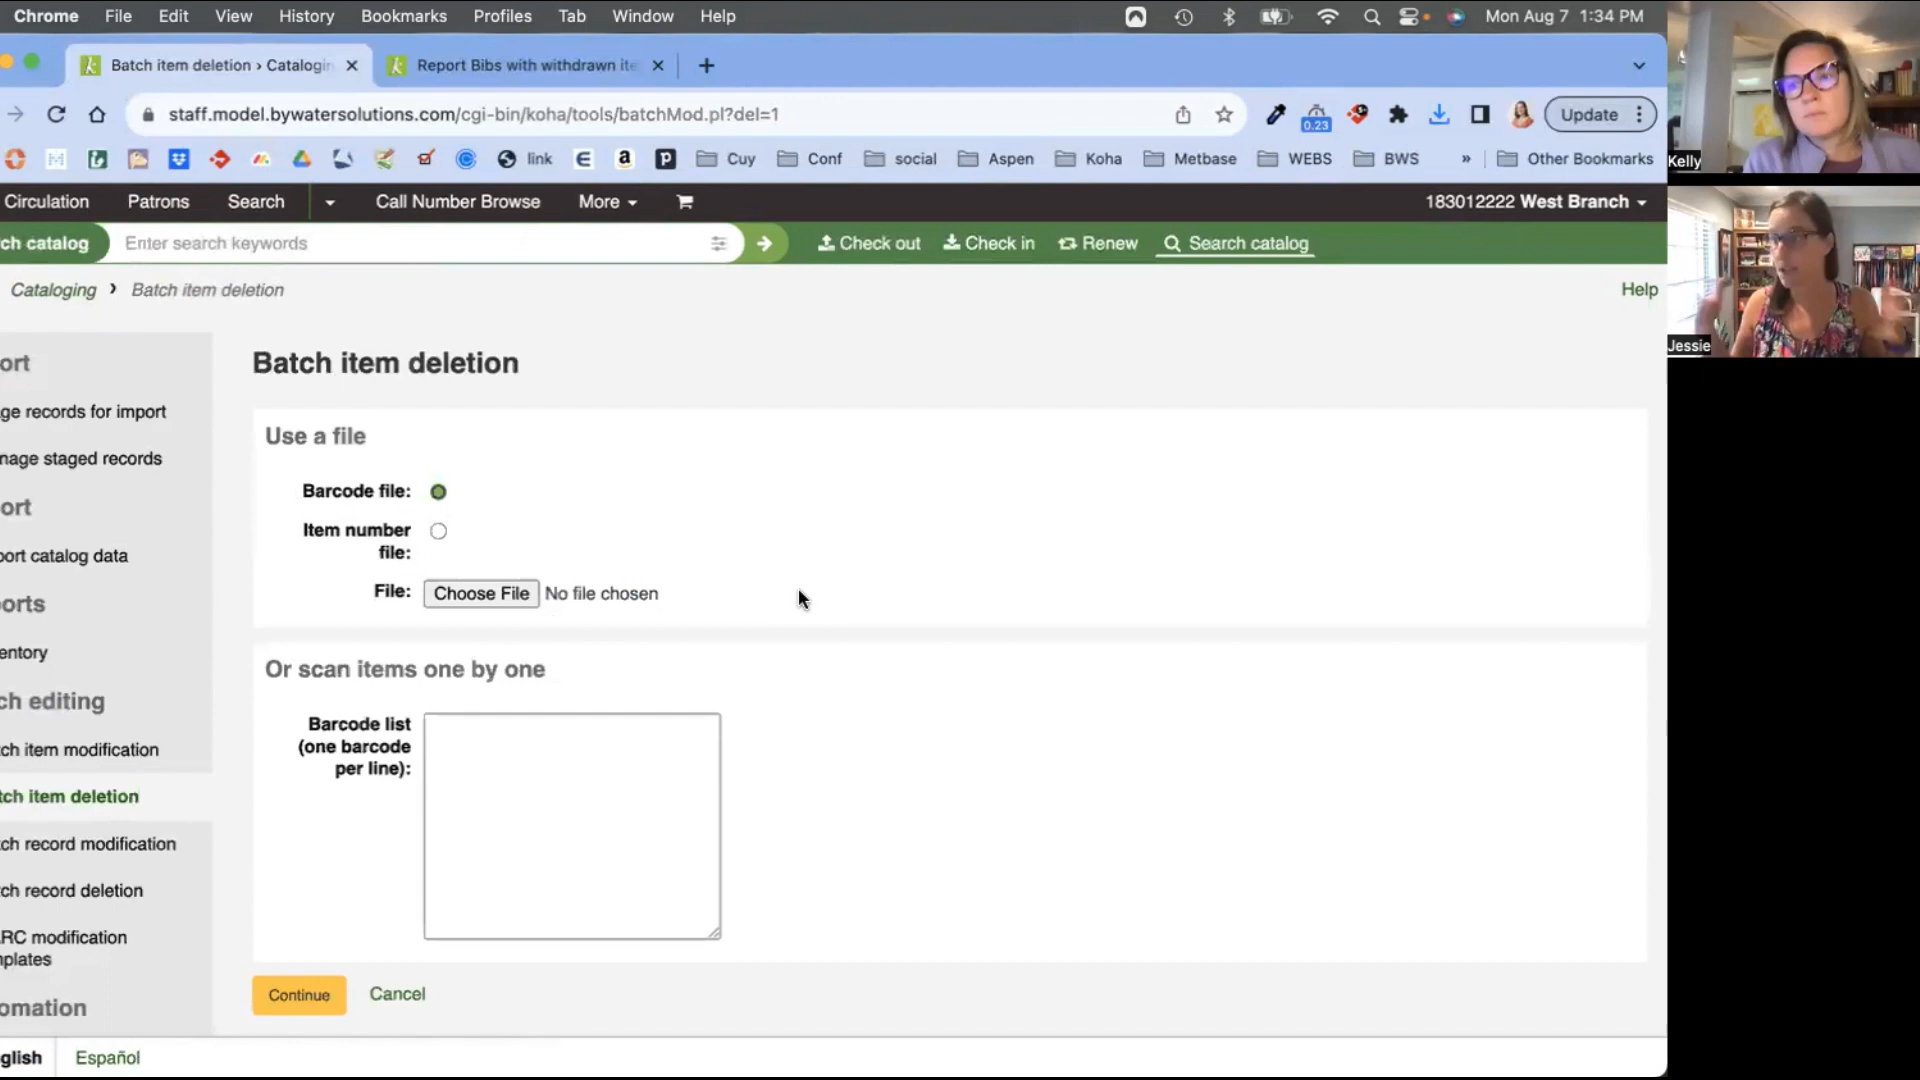 Chrome File Edit View History Bookmarks Profiles Tab Window Help Mon Aug 7 1:34 PM
Batch item deletion › Catalogin
Report Bibs with withdrawn ite
staff.model.bywatersolutions.com/cgi-bin/koha/tools/batchMod.pl?del=1
0.23
Update
link
Cuy
Conf
social
Aspen
Koha
Metbase
WEBS
BWS
»
Other Bookmarks
Kelly
Circulation Patrons Search Call Number Browse More 183012222 West Branch
ch catalog Enter search keywords Check out Check in Renew Search catalog
Cataloging › Batch item deletion Help
Jessie
ort
ge records for import
nage staged records
ort
port catalog data
ports
entory
ch editing
ch item modification
tch item deletion
ch record modification
ch record deletion
RC modification
nplates
omation
Batch item deletion
Use a file
Barcode file:
Item number
file:
File: Choose File No file chosen
Or scan items one by one
Barcode list
(one barcode
per line):
Continue Cancel
glish Español